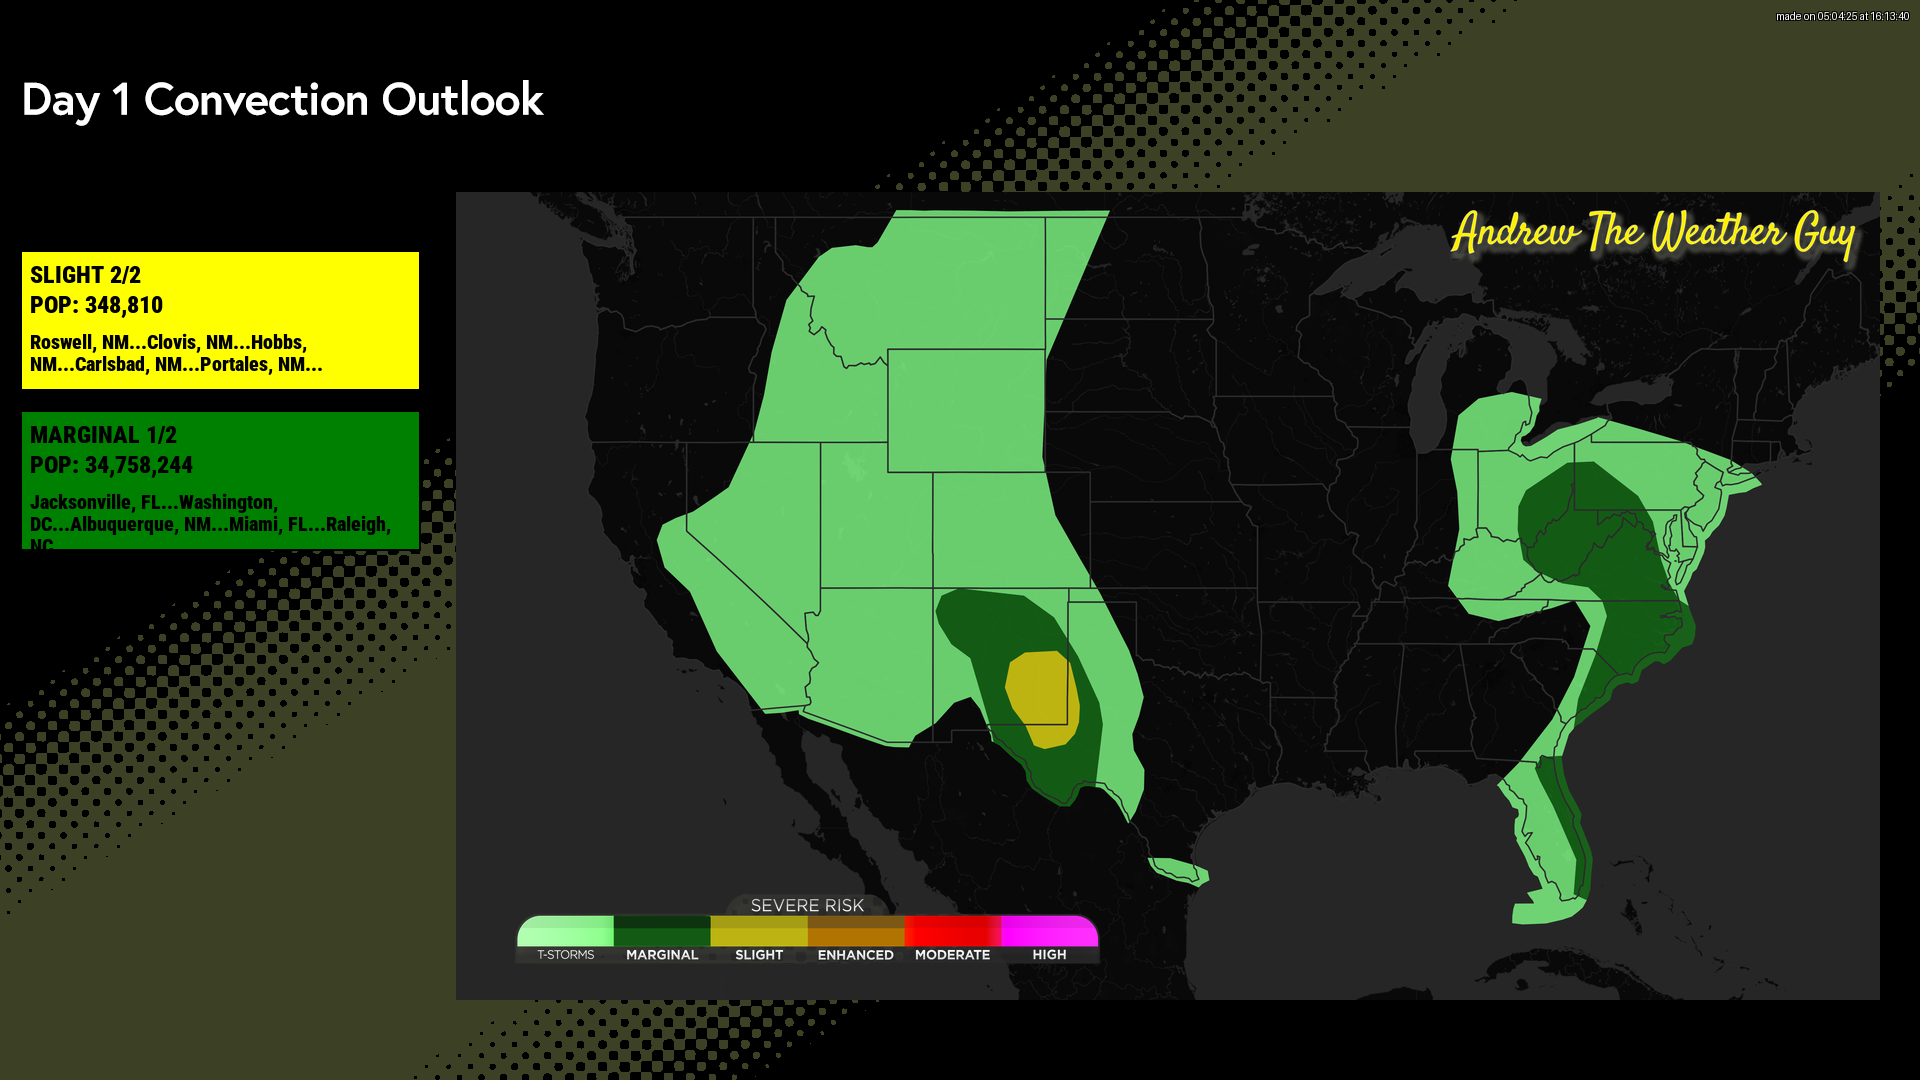 made on 05:04:25 at 16:13:40
Day 1 Convection Outlook
Andrew The Weather Guy
SLIGHT 2/2
POP: 348,810
Roswell, NM...Clovis, NM...Hobbs,
NM...Carlsbad, NM...Portales, NM...
MARGINAL 1/2
POP: 34,758,244
Jacksonville, FL...Washington,
DC...Albuquerque, NM...Miami, FL...Raleigh,
NC
SEVERE RISK
T-STORMS MARGINAL SLIGHT ENHANCED MODERATE HIGH